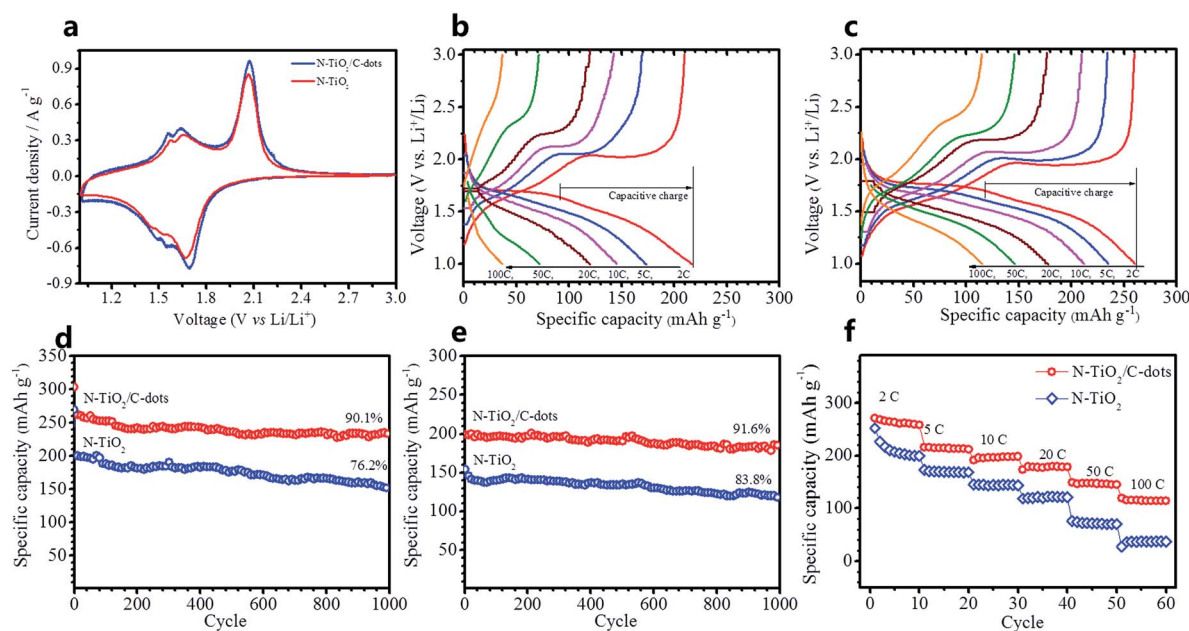 a
N-TiO2/C-dots
N-TiO2
Current density / A g-1
0.9
0.6
0.3
0.0
-0.3
-0.6
-0.9
1.2 1.5 1.8 2.1 2.4 2.7 3.0
Voltage (V vs Li/Li+)
b
Voltage (V vs. Li+/Li)
3.0
2.5
2.0
1.5
1.0
Capacitive charge
100C, 50C, 20C, 10C, 5C, 2C
0 50 100 150 200 250 300
Specific capacity (mAh g-1)
c
Voltage (V vs. Li+/Li)
3.0
2.5
2.0
1.5
1.0
Capacitive charge
100C, 50C, 20C, 10C, 5C, 2C
0 50 100 150 200 250 300
Specific capacity (mAh g-1)
d
Specific capacity (mAh g-1)
350
300
250
200
150
100
50
N-TiO2/C-dots
90.1%
N-TiO2
76.2%
0 200 400 600 800 1000
Cycle
e
Specific capacity (mAh g-1)
300
250
200
150
100
50
N-TiO2/C-dots
91.6%
N-TiO2
83.8%
0 200 400 600 800 1000
Cycle
f
Specific capacity (mAh g-1)
300
200
100
0
N-TiO2/C-dots
N-TiO2
2 C
5 C
10 C
20 C
50 C
100 C
0 10 20 30 40 50 60
Cycle